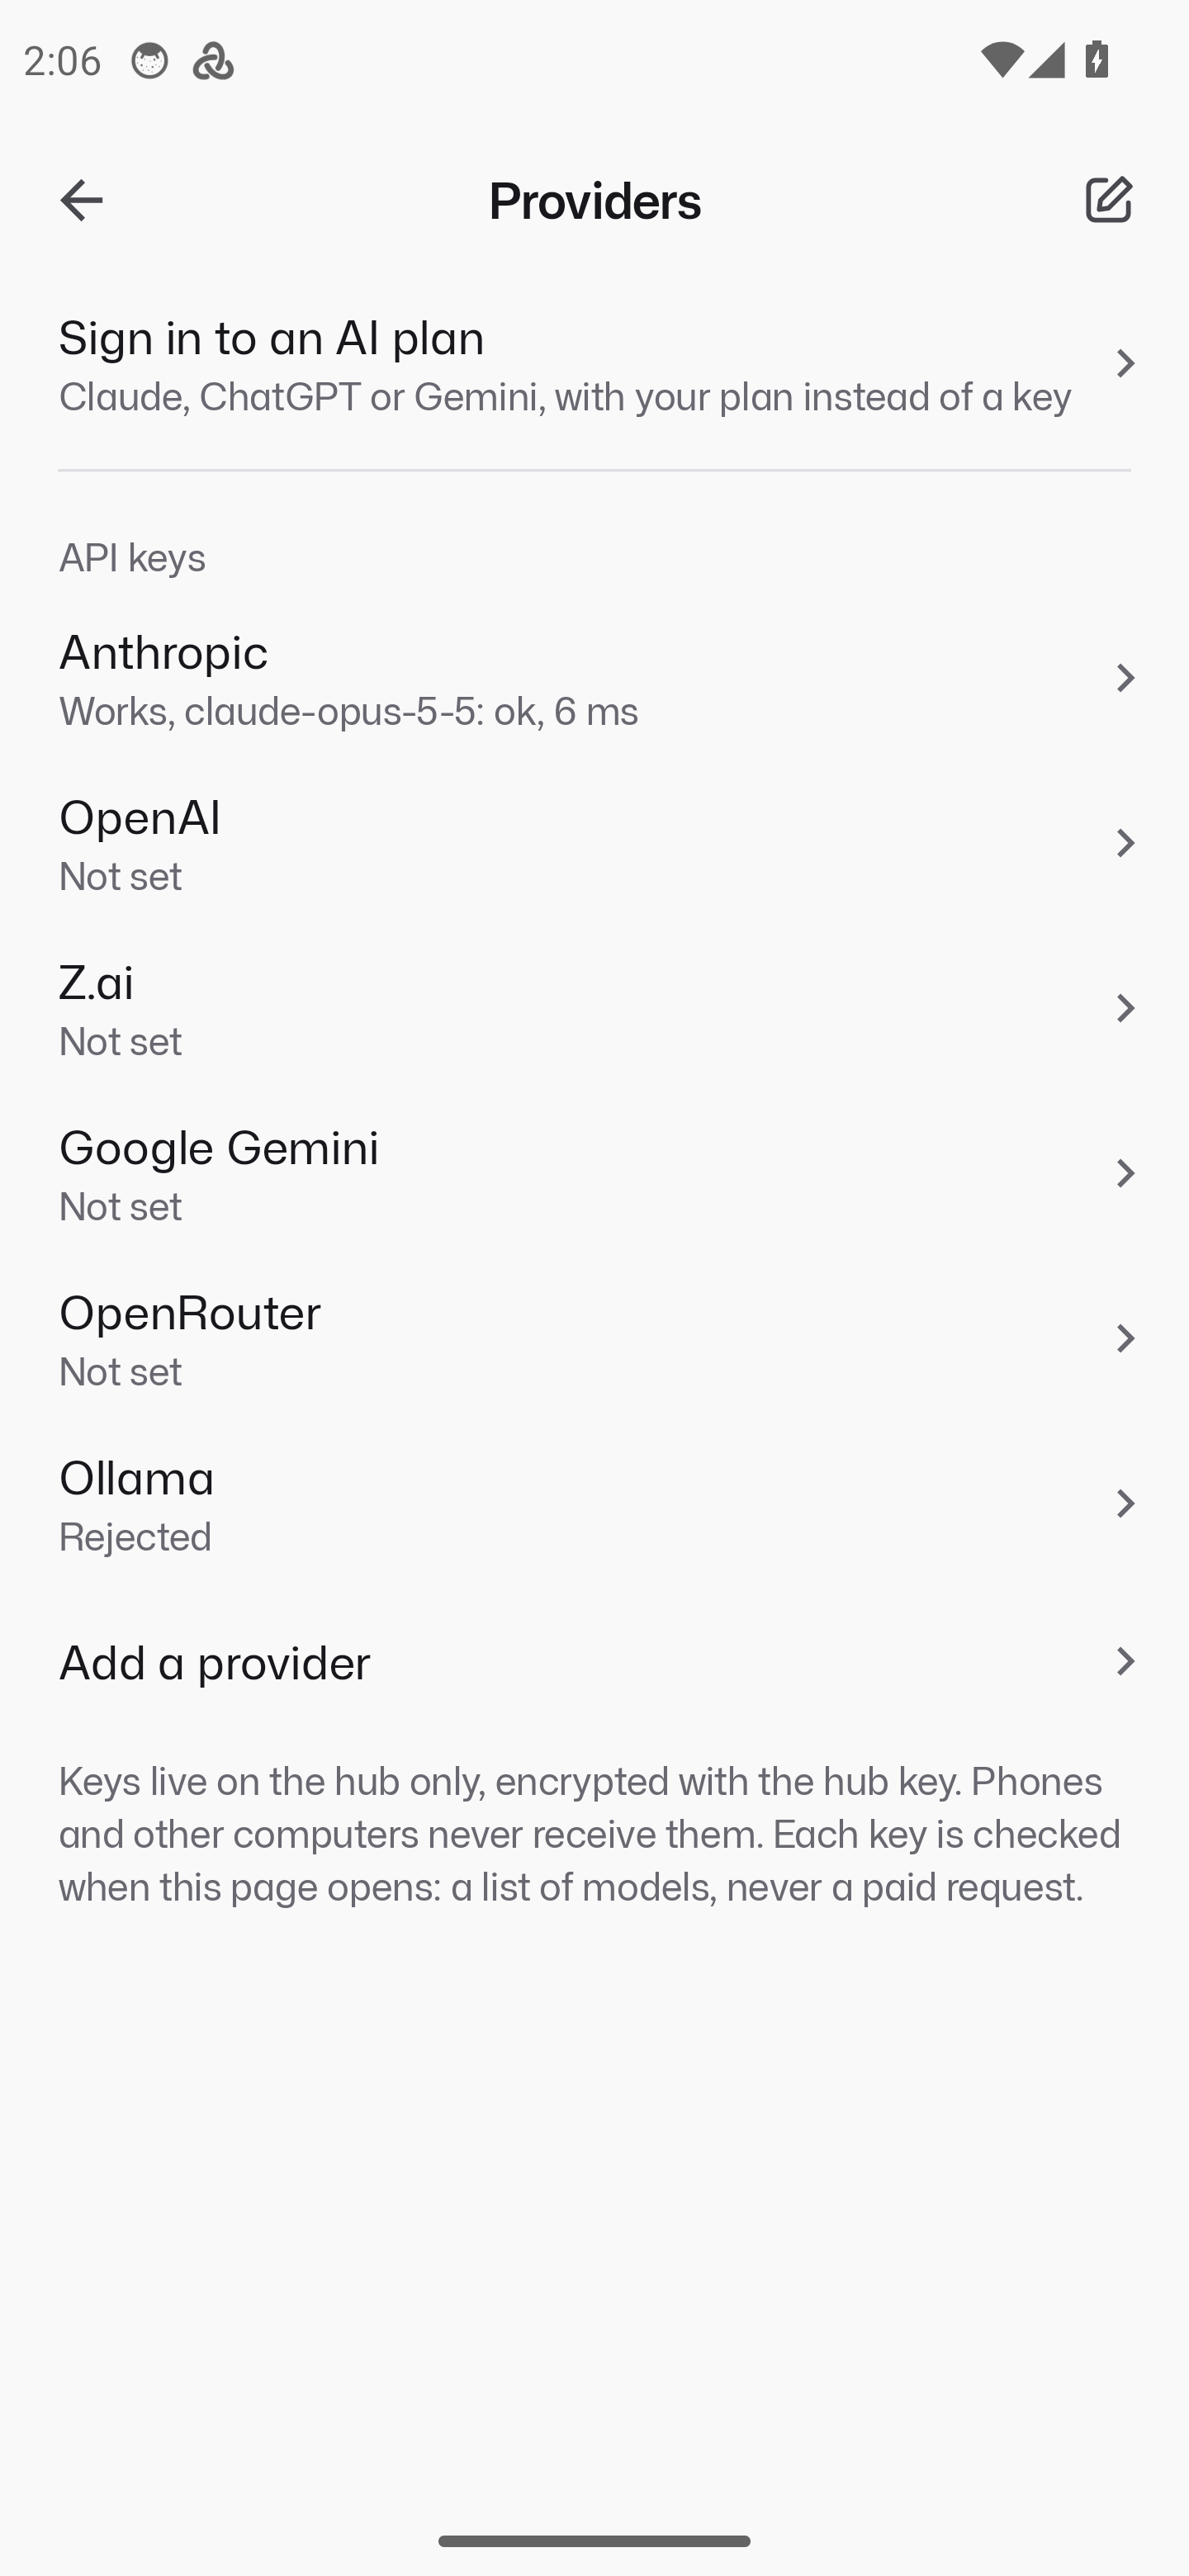 2:06
Providers
Sign in to an AI plan
Claude, ChatGPT or Gemini, with your plan instead of a key
API keys
Anthropic
Works, claude-opus-5-5: ok, 6 ms
OpenAI
Not set
Z.ai
Not set
Google Gemini
Not set
OpenRouter
Not set
Ollama
Rejected
Add a provider
Keys live on the hub only, encrypted with the hub key. Phones
and other computers never receive them. Each key is checked
when this page opens: a list of models, never a paid request.